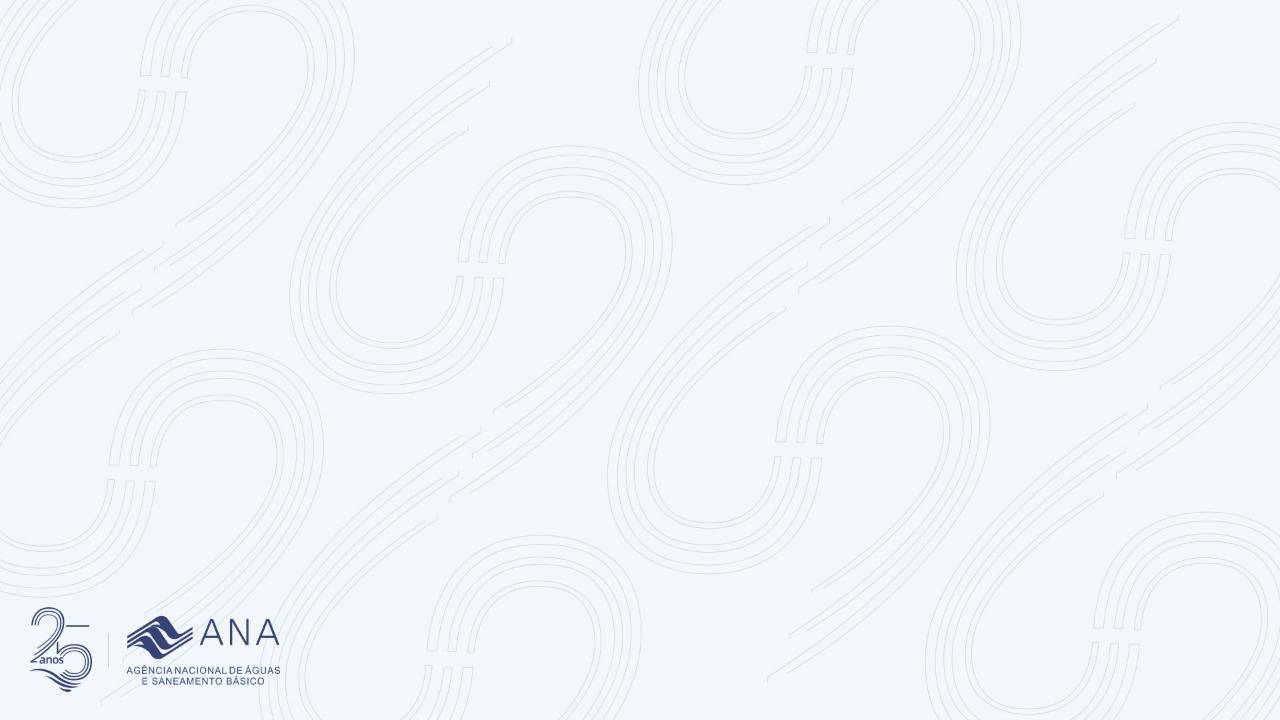 25
anos
ANA
AGÊNCIA NACIONAL DE ÁGUAS
E SANEAMENTO BÁSICO